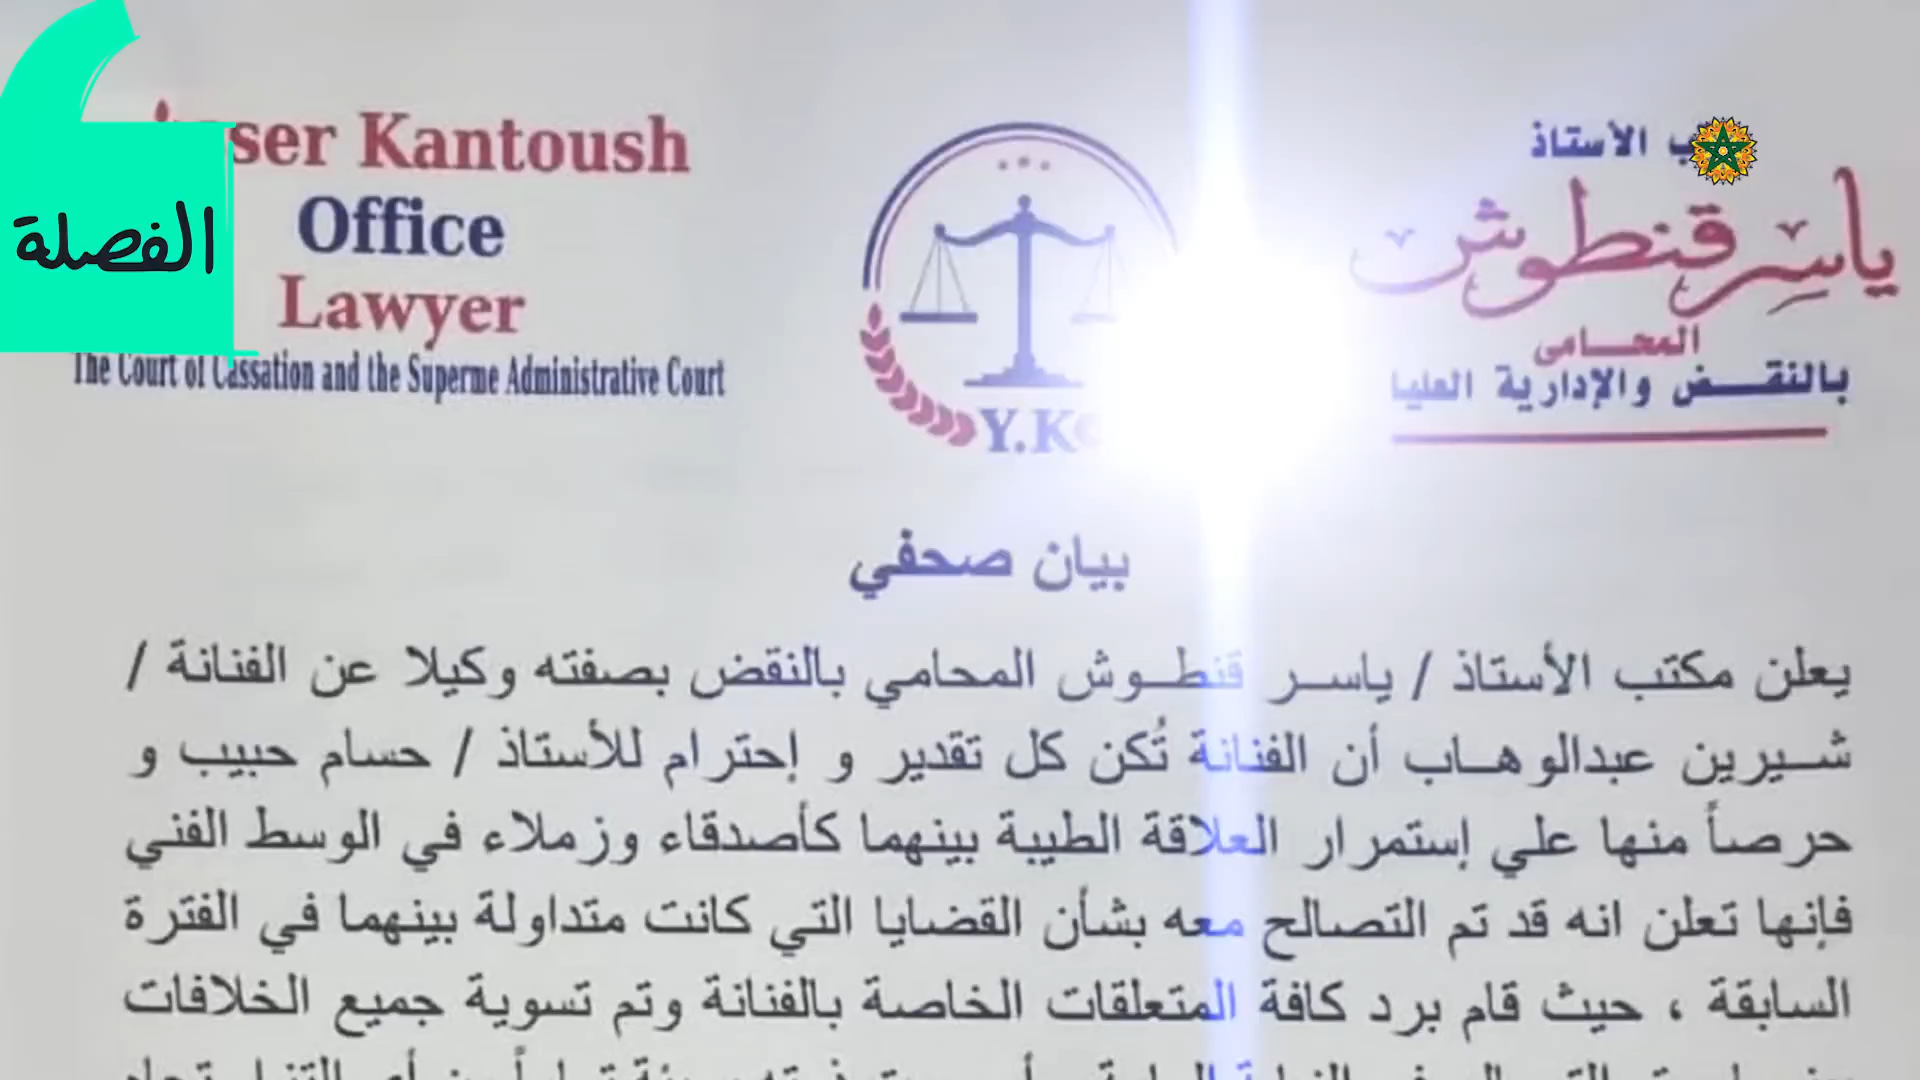 الفصلة
ser Kantoush
Office
Lawyer
The Court of Cassation and the Superme Administrative Court
Y.K
ب الأستاذ
ياسر قنطوش
المحامى
بالنقض والإدارية العليا
بيان صحفي
يعلن مكتب الأستاذ / ياسر قنطوش المحامي بالنقض بصفته وكيلا عن الفنانة /
شيرين عبدالوهاب أن الفنانة تُكن كل تقدير و إحترام للأستاذ / حسام حبيب و
حرصاً منها علي إستمرار العلاقة الطيبة بينهما كأصدقاء وزملاء في الوسط الفني
فإنها تعلن انه قد تم التصالح معه بشأن القضايا التي كانت متداولة بينهما في الفترة
السابقة ، حيث قام برد كافة المتعلقات الخاصة بالفنانة وتم تسوية جميع الخلافات